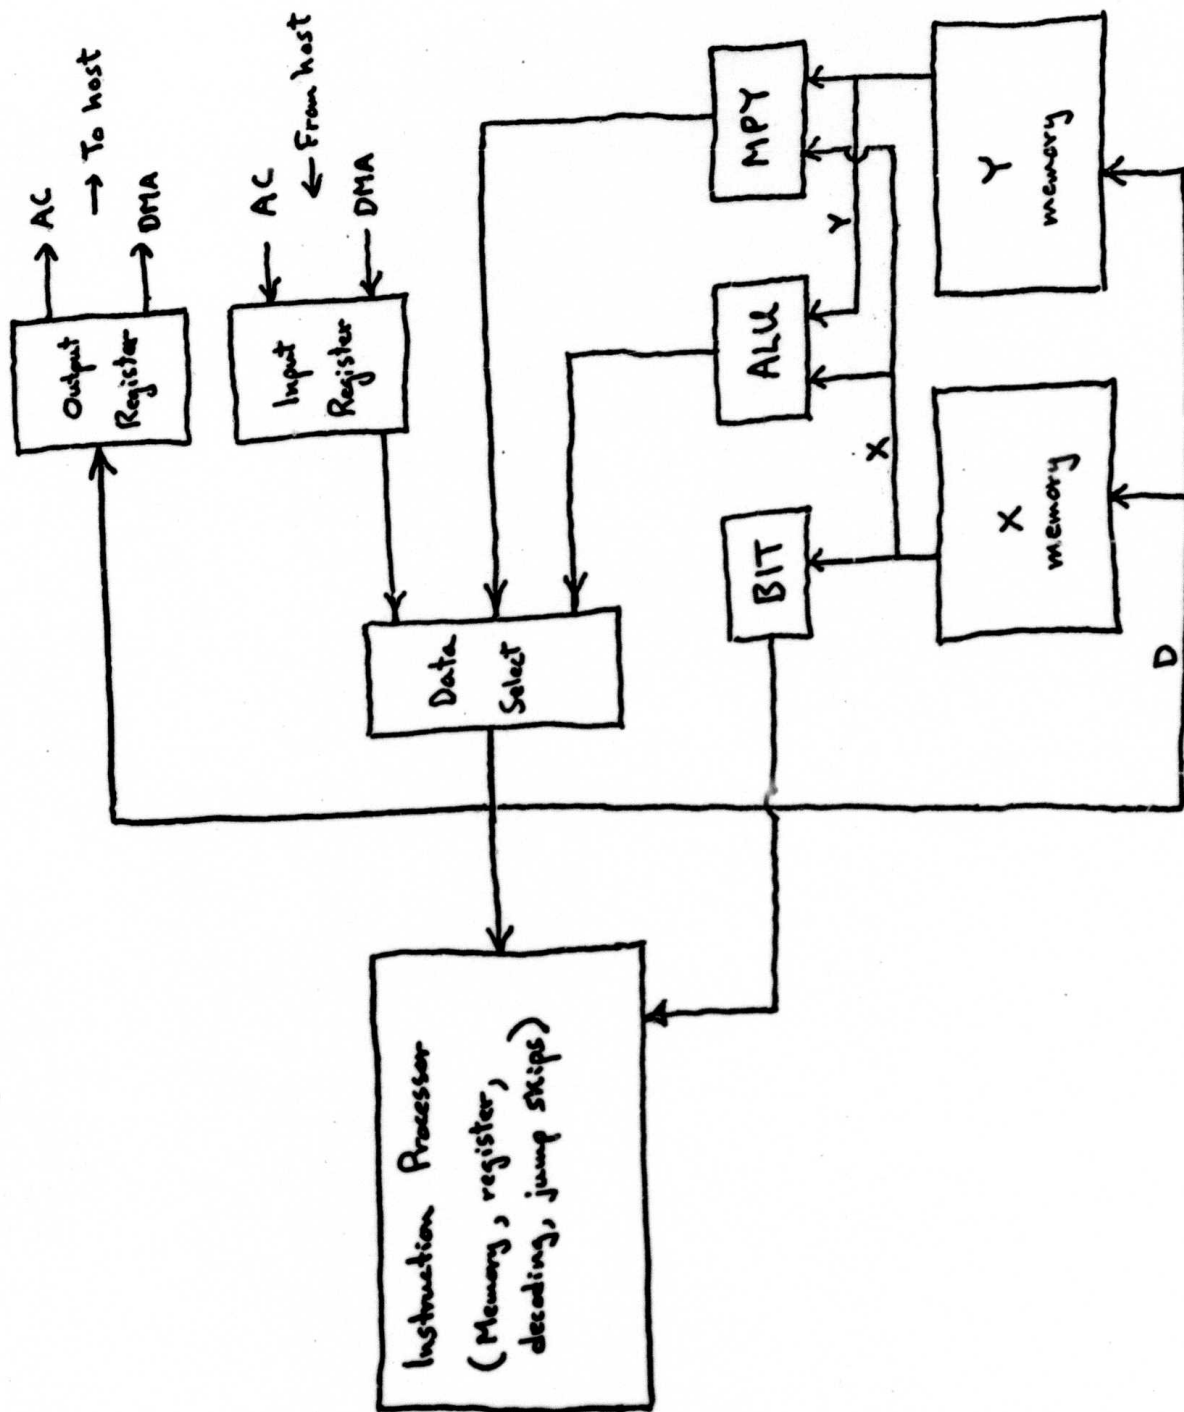 Instruction Processor
(Memory, register,
decoding, jump skips)
Data
Select
Output
Register
AC
→ To host
DMA
Input
Register
AC
← From host
DMA
BIT
ALU
MPY
X
Y
X
memory
Y
memory
D